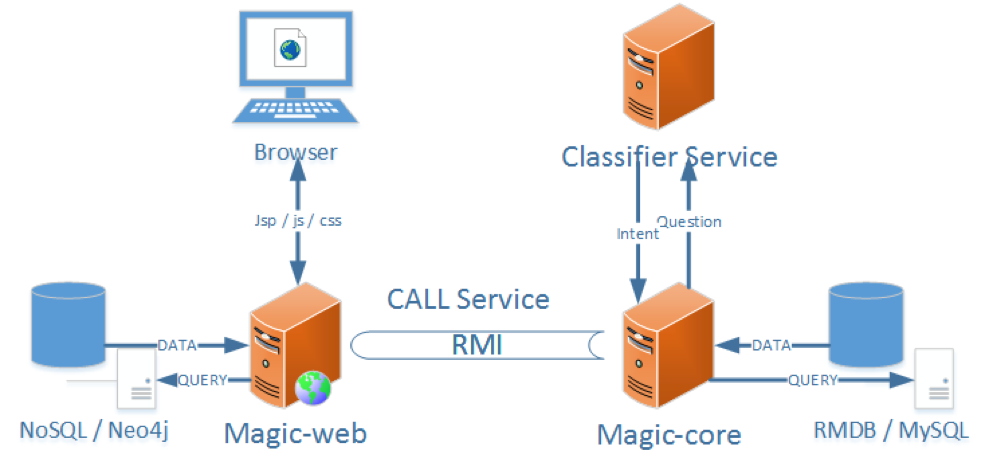 Browser
Classifier Service
Jsp / js / css
Intent
Question
CALL Service
RMI
DATA
QUERY
DATA
QUERY
NoSQL / Neo4j
Magic-web
Magic-core
RMDB / MySQL